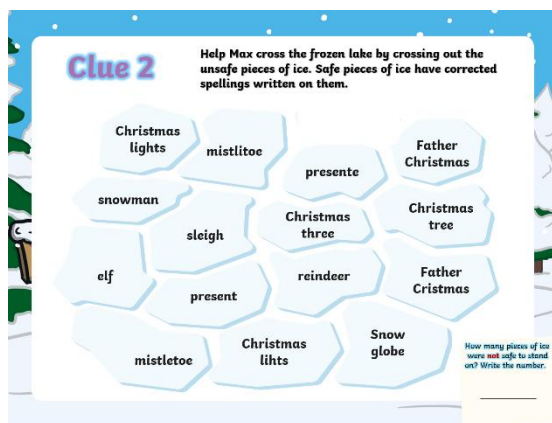 Clue 2
Help Max cross the frozen lake by crossing out the
unsafe pieces of ice. Safe pieces of ice have corrected
spellings written on them.
Christmas
lights
mistlitoe
presente
Father
Christmas
snowman
sleigh
Christmas
three
Christmas
tree
elf
present
reindeer
Father
Cristmas
mistletoe
Christmas
lihts
Snow
globe
How many pieces of ice
were not safe to stand
on? Write the number.